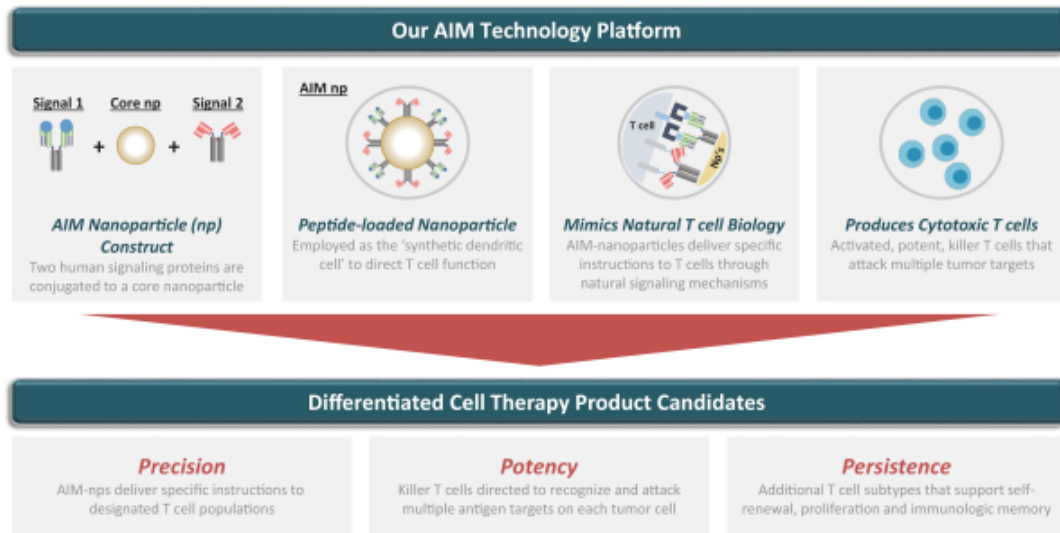 Our AIM Technology Platform
Signal 1
Core np
Signal 2
+
+
AIM Nanoparticle (np)
Construct
Two human signaling proteins are
conjugated to a core nanoparticle
AIM np
Peptide-loaded Nanoparticle
Employed as the 'synthetic dendritic
cell' to direct T cell function
T cell
Np's
Mimics Natural T cell Biology
AIM-nanoparticles deliver specific
instructions to T cells through
natural signaling mechanisms
Produces Cytotoxic T cells
Activated, potent, killer T cells that
attack multiple tumor targets
Differentiated Cell Therapy Product Candidates
Precision
AIM-nps deliver specific instructions to
designated T cell populations
Potency
Killer T cells directed to recognize and attack
multiple antigen targets on each tumor cell
Persistence
Additional T cell subtypes that support self-
renewal, proliferation and immunologic memory